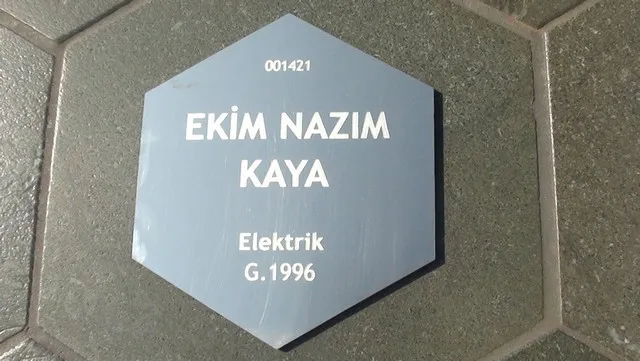 001421
EKİM NAZIM
KAYA
Elektrik
G.1996